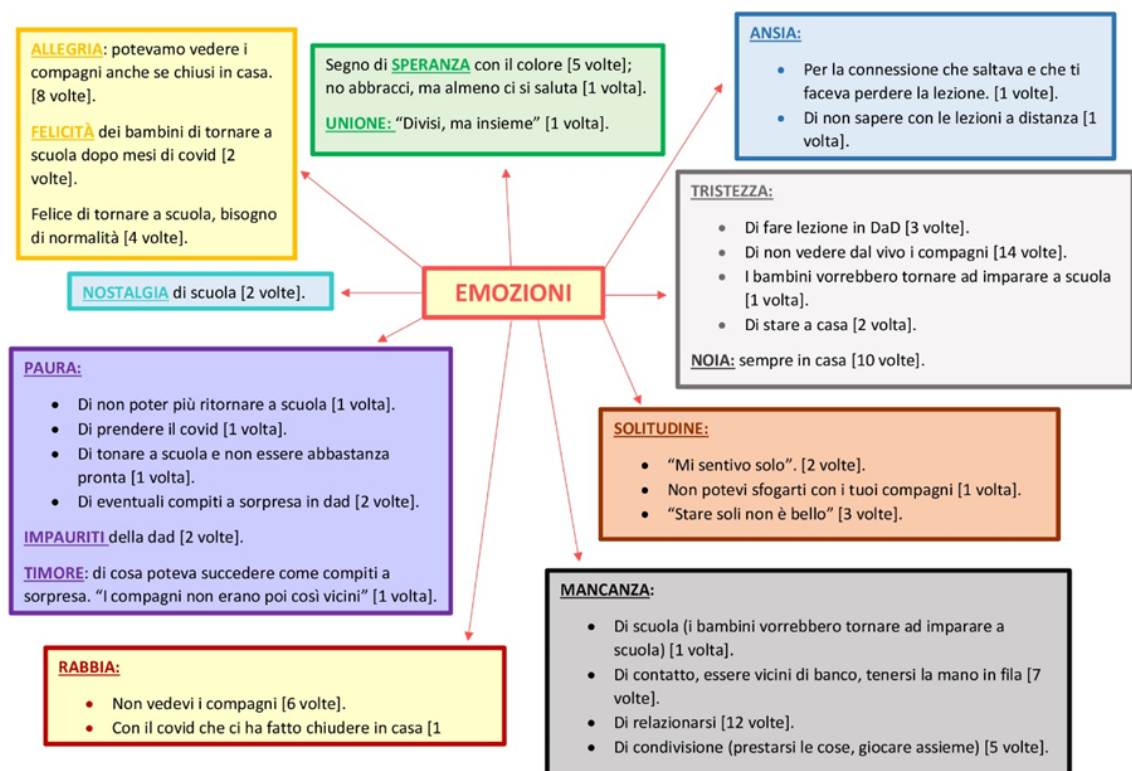 ALLEGRIA: potevamo vedere i
compagni anche se chiusi in casa.
[8 volte].
FELICITÀ dei bambini di tornare a
scuola dopo mesi di covid [2
volte].
Felice di tornare a scuola, bisogno
di normalità [4 volte].
Segno di SPERANZA con il colore [5 volte];
no abbracci, ma almeno ci si saluta [1 volta].
UNIONE: “Divisi, ma insieme” [1 volta].
ANSIA:
• Per la connessione che saltava e che ti
faceva perdere la lezione. [1 volte].
• Di non sapere con le lezioni a distanza [1
volta].
TRISTEZZA:
• Di fare lezione in DaD [3 volte].
• Di non vedere dal vivo i compagni [14 volte].
• I bambini vorrebbero tornare ad imparare a scuola
[1 volta].
• Di stare a casa [2 volta].
NOIA: sempre in casa [10 volte].
EMOZIONI
NOSTALGIA di scuola [2 volte].
PAURA:
• Di non poter più ritornare a scuola [1 volta].
• Di prendere il covid [1 volta].
• Di tonare a scuola e non essere abbastanza
pronta [1 volta].
• Di eventuali compiti a sorpresa in dad [2 volte].
IMPAURITI della dad [2 volte].
TIMORE: di cosa poteva succedere come compiti a
sorpresa. “I compagni non erano poi così vicini” [1 volta].
SOLITUDINE:
• “Mi sentivo solo”. [2 volte].
• Non potevi sfogarti con i tuoi compagni [1 volta].
• “Stare soli non è bello” [3 volte].
RABBIA:
• Non vedevi i compagni [6 volte].
• Con il covid che ci ha fatto chiudere in casa [1
MANCANZA:
• Di scuola (i bambini vorrebbero tornare ad imparare a
scuola) [1 volta].
• Di contatto, essere vicini di banco, tenersi la mano in fila [7
volte].
• Di relazionarsi [12 volte].
• Di condivisione (prestarsi le cose, giocare assieme) [5 volte].